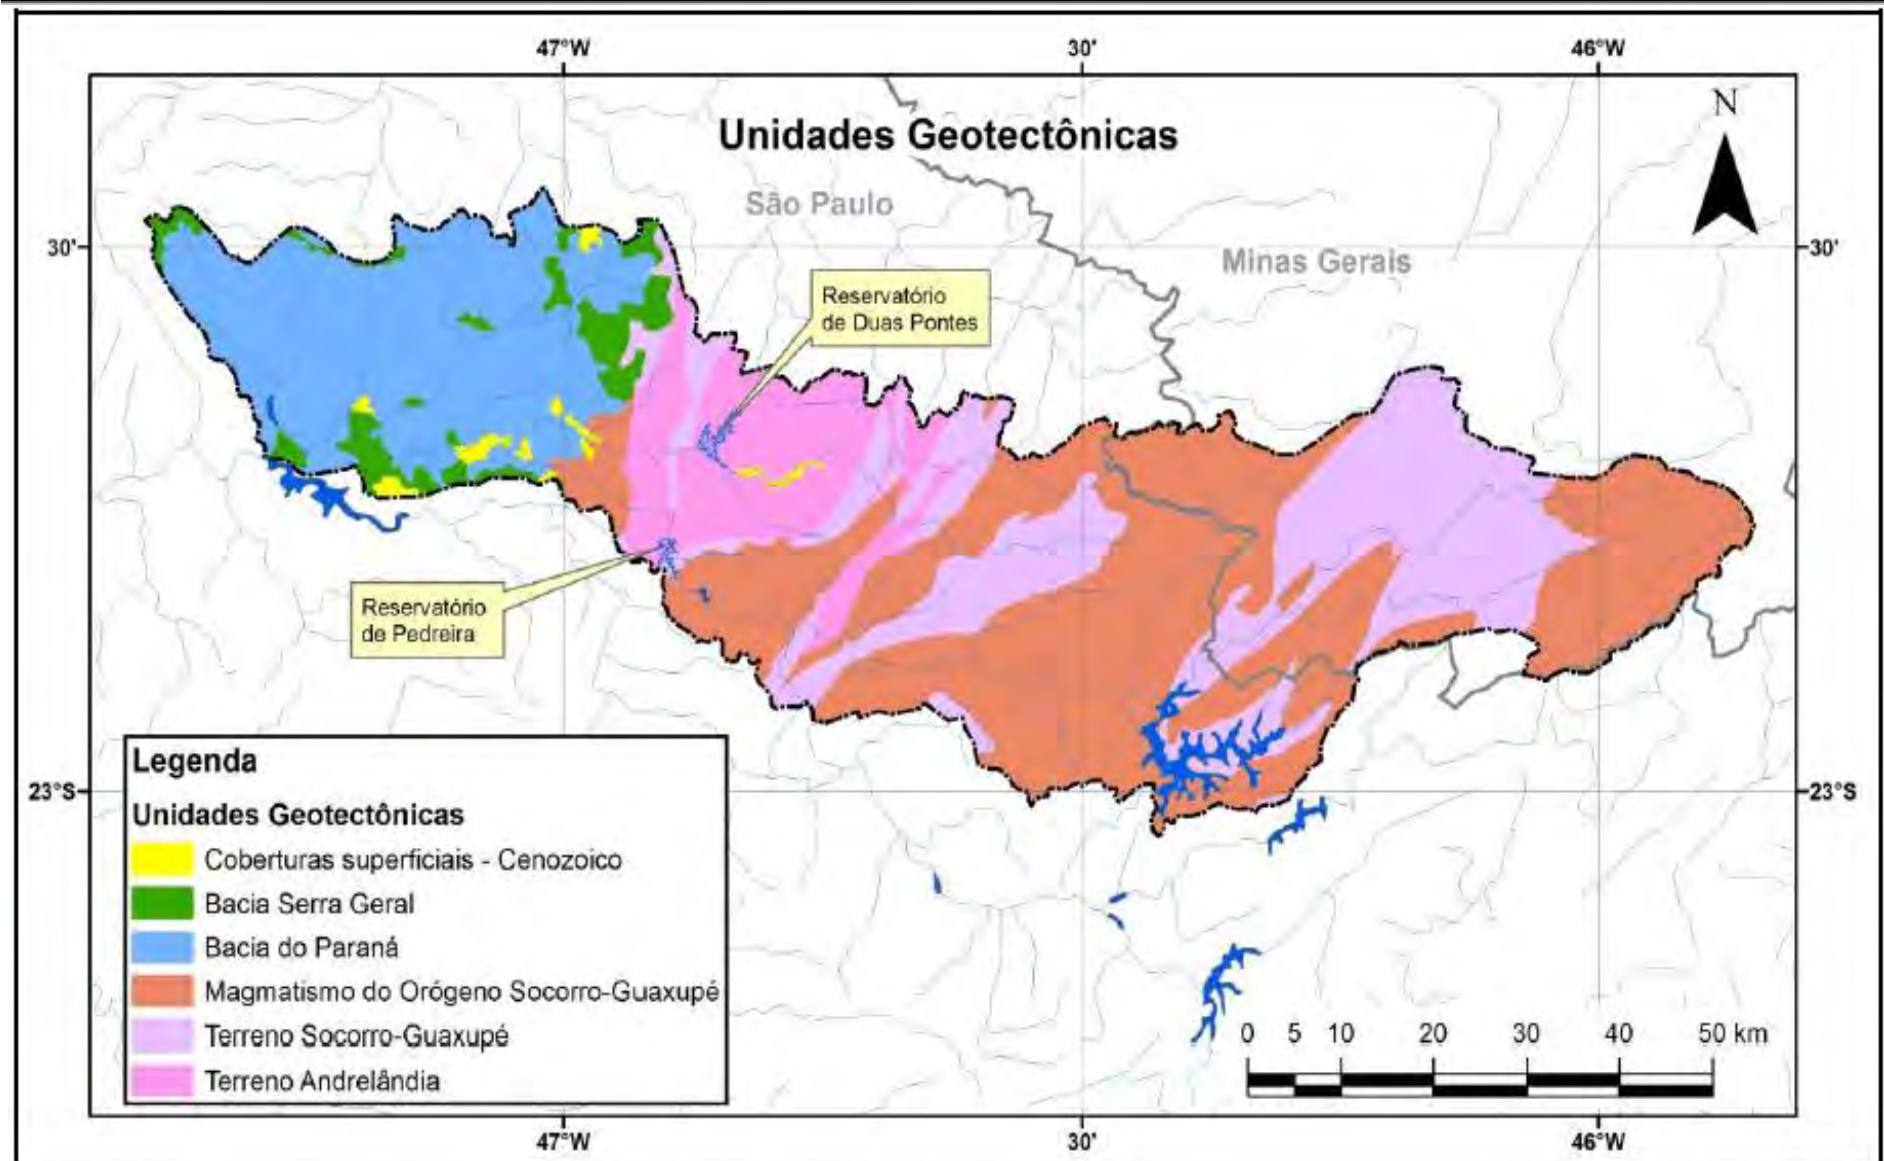 47°W 30' 46°W
N
Unidades Geotectônicas
São Paulo
30' 30'
Minas Gerais
Reservatório
de Duas Pontes
Reservatório
de Pedreira
Legenda
23°S 23°S
Unidades Geotectônicas
Coberturas superficiais - Cenozoico
Bacia Serra Geral
Bacia do Paraná
Magmatismo do Orógeno Socorro-Guaxupé
Terreno Socorro-Guaxupé
Terreno Andrelândia
0 5 10 20 30 40 50 km
47°W 30' 46°W